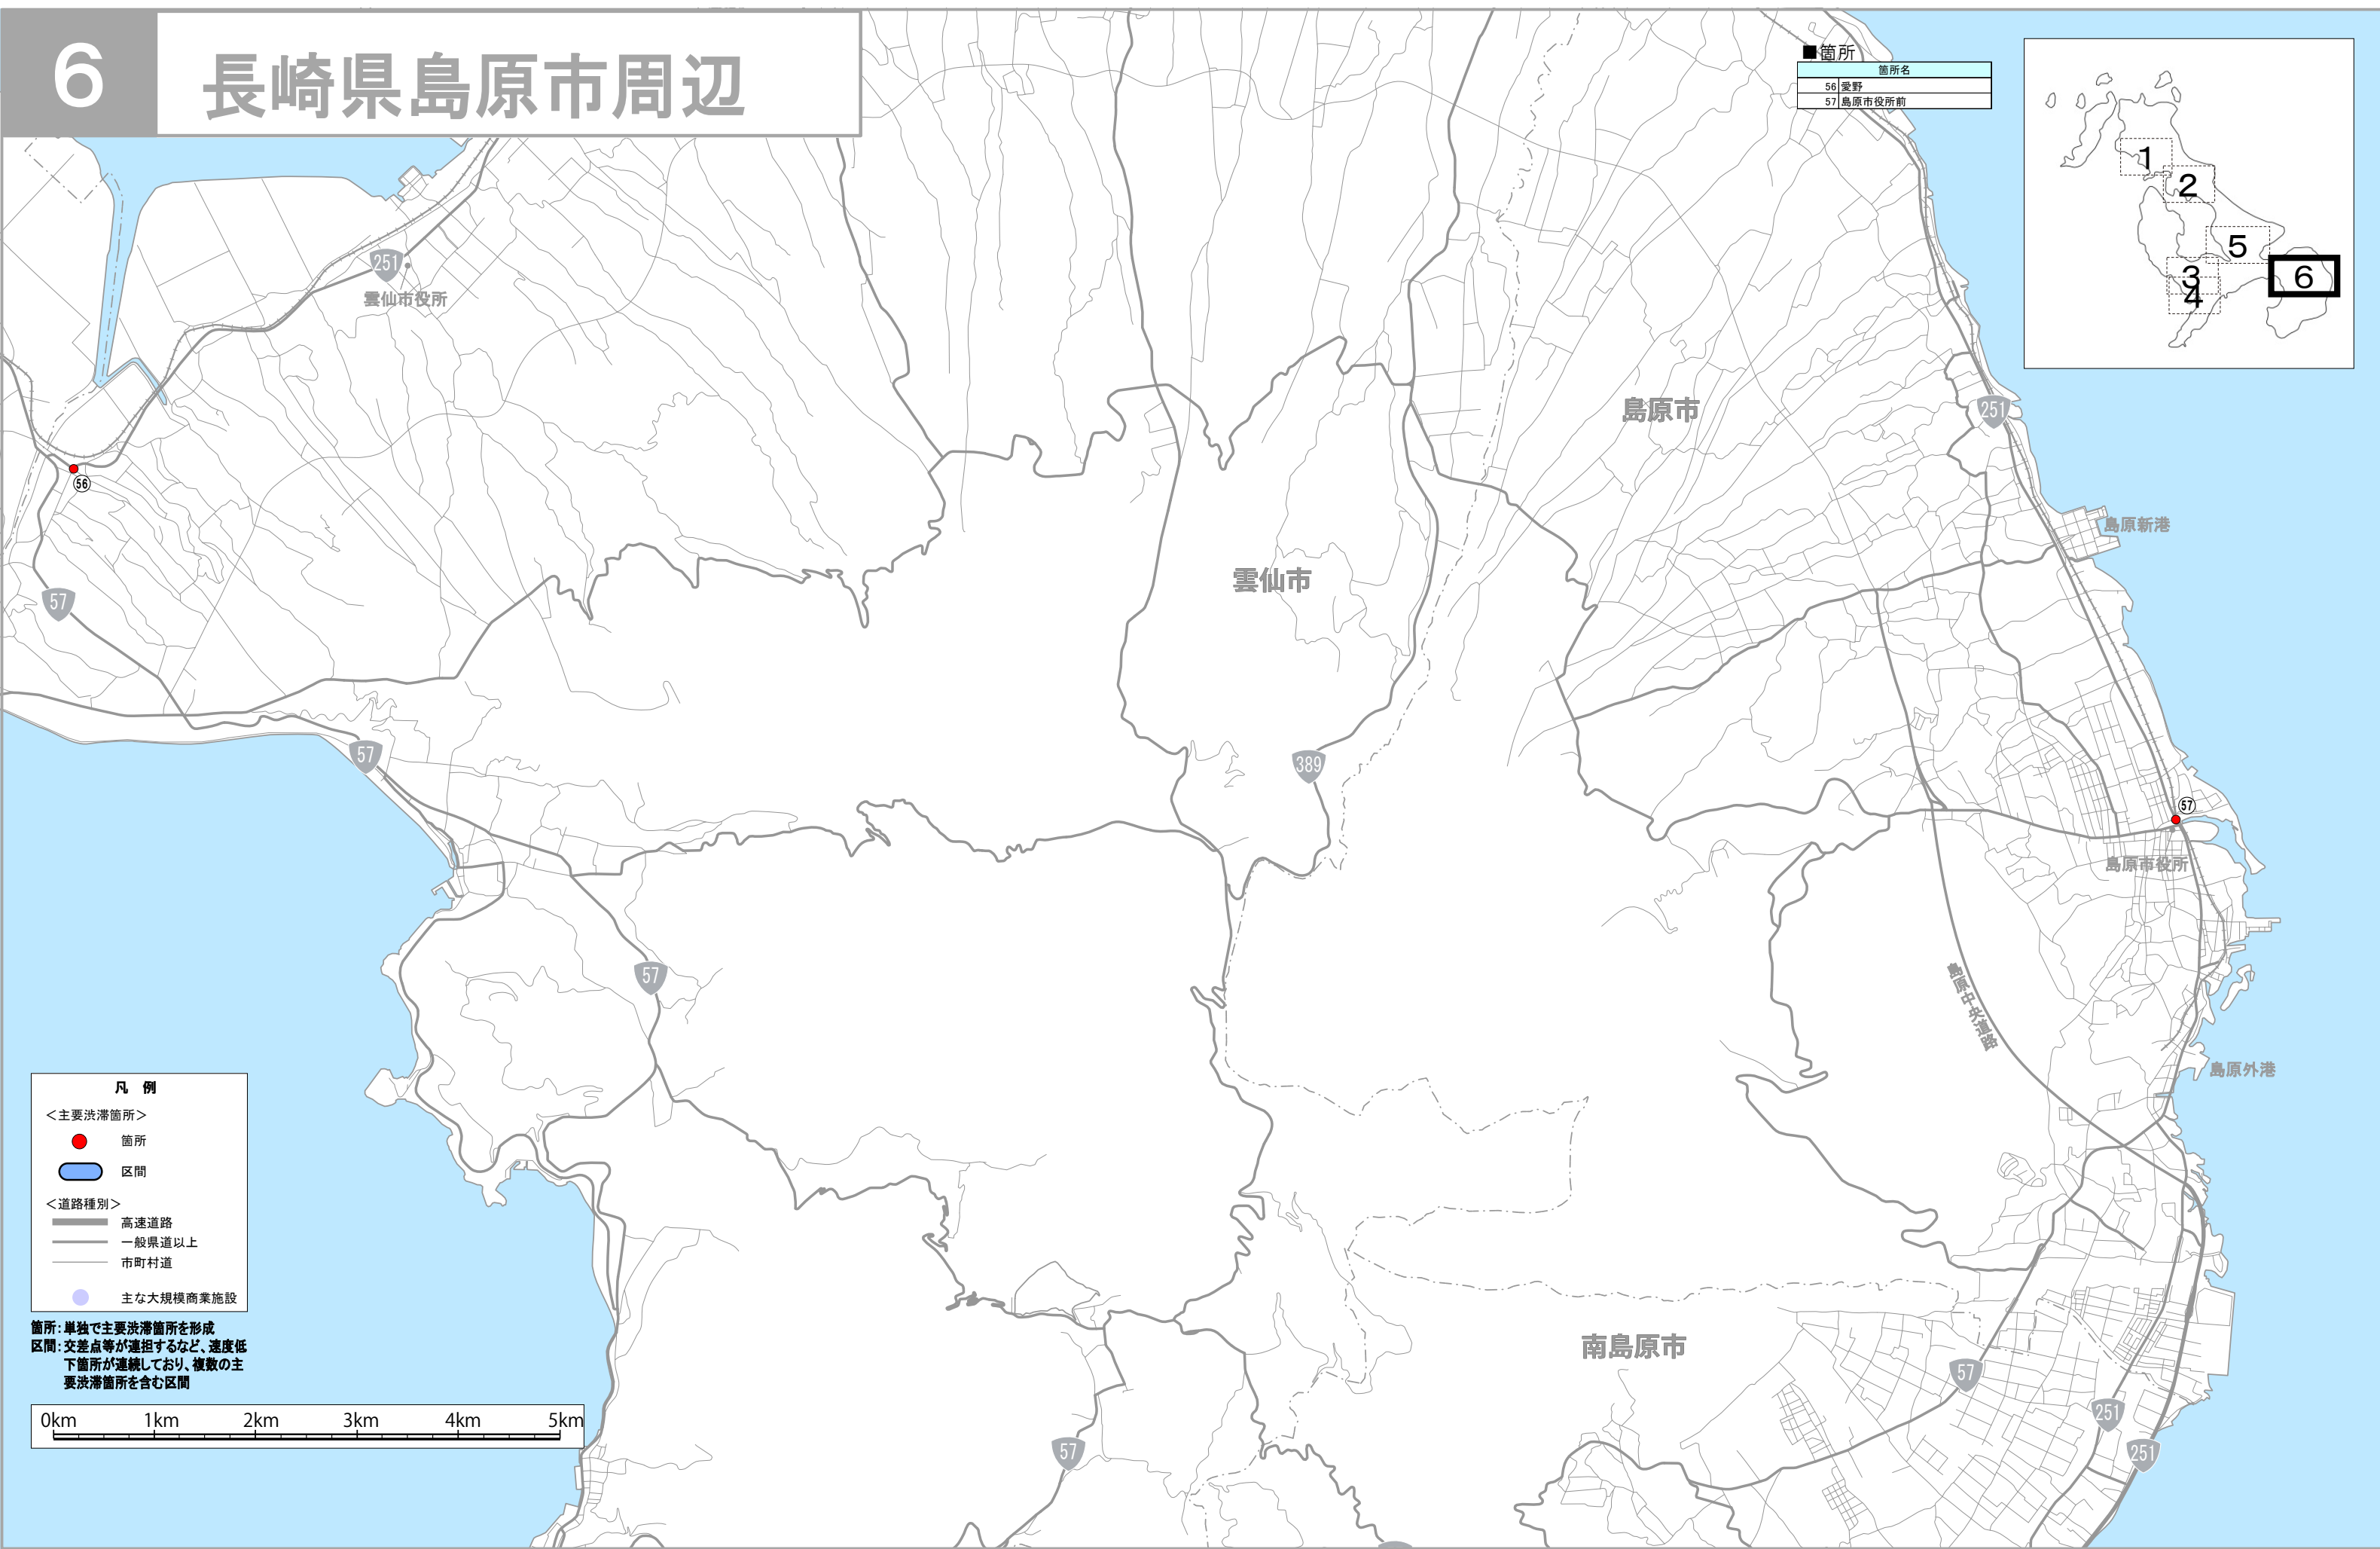 6
長崎県島原市周辺
■箇所
箇所名
56 愛野
57 島原市役所前
1
2
5
3
6
4
251
雲仙市役所
島原市
251
56
島原新港
雲仙市
57
57
389
57
島原市役所
57
島原中央道路
島原外港
凡 例
＜主要渋滞箇所＞
箇所
区間
＜道路種別＞
高速道路
一般県道以上
市町村道
主な大規模商業施設
箇所：単独で主要渋滞箇所を形成
区間：交差点等が連担するなど、速度低
下箇所が連続しており、複数の主
要渋滞箇所を含む区間
南島原市
57
251
251
57
0km 1km 2km 3km 4km 5km